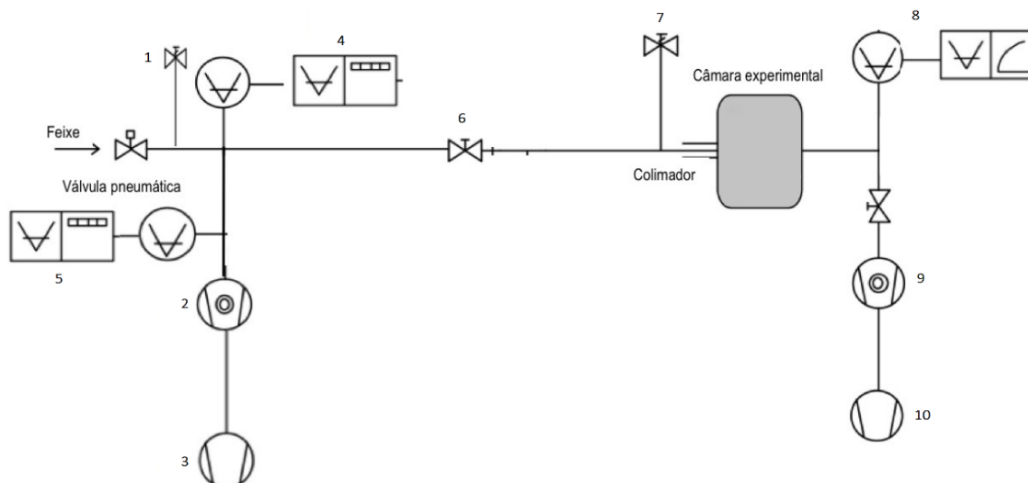 7
8
4
1
Câmara experimental
6
Feixe
Colimador
Válvula pneumática
5
2
9
10
3